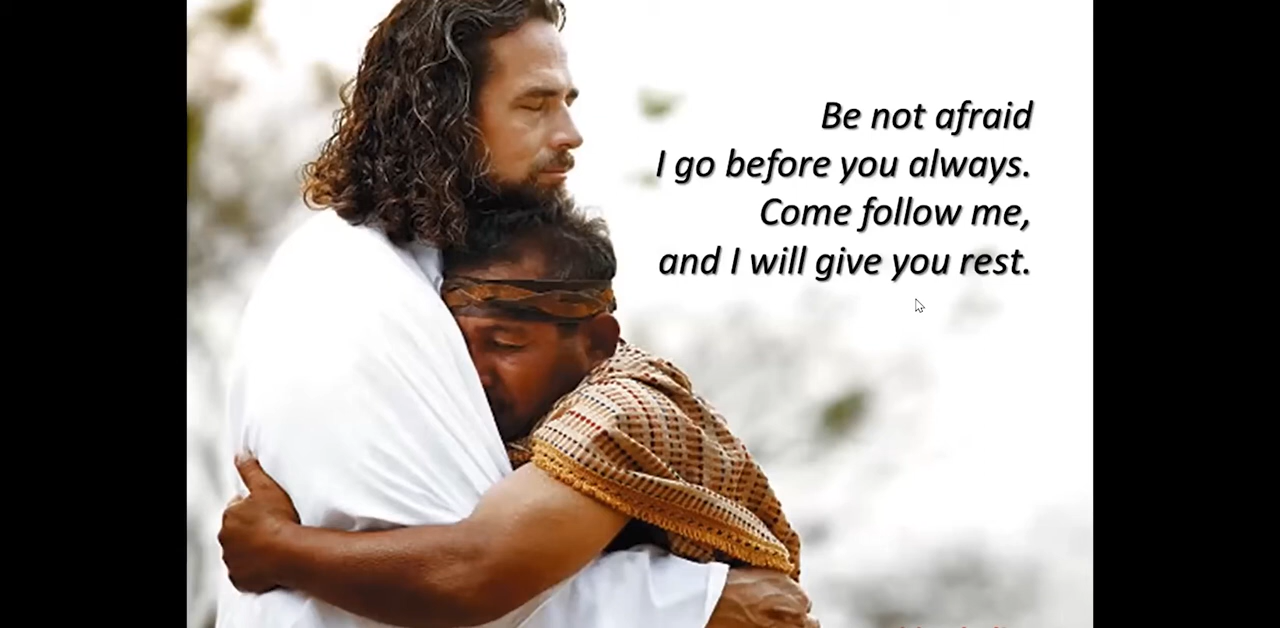 Be not afraid
I go before you always.
Come follow me,
and I will give you rest.